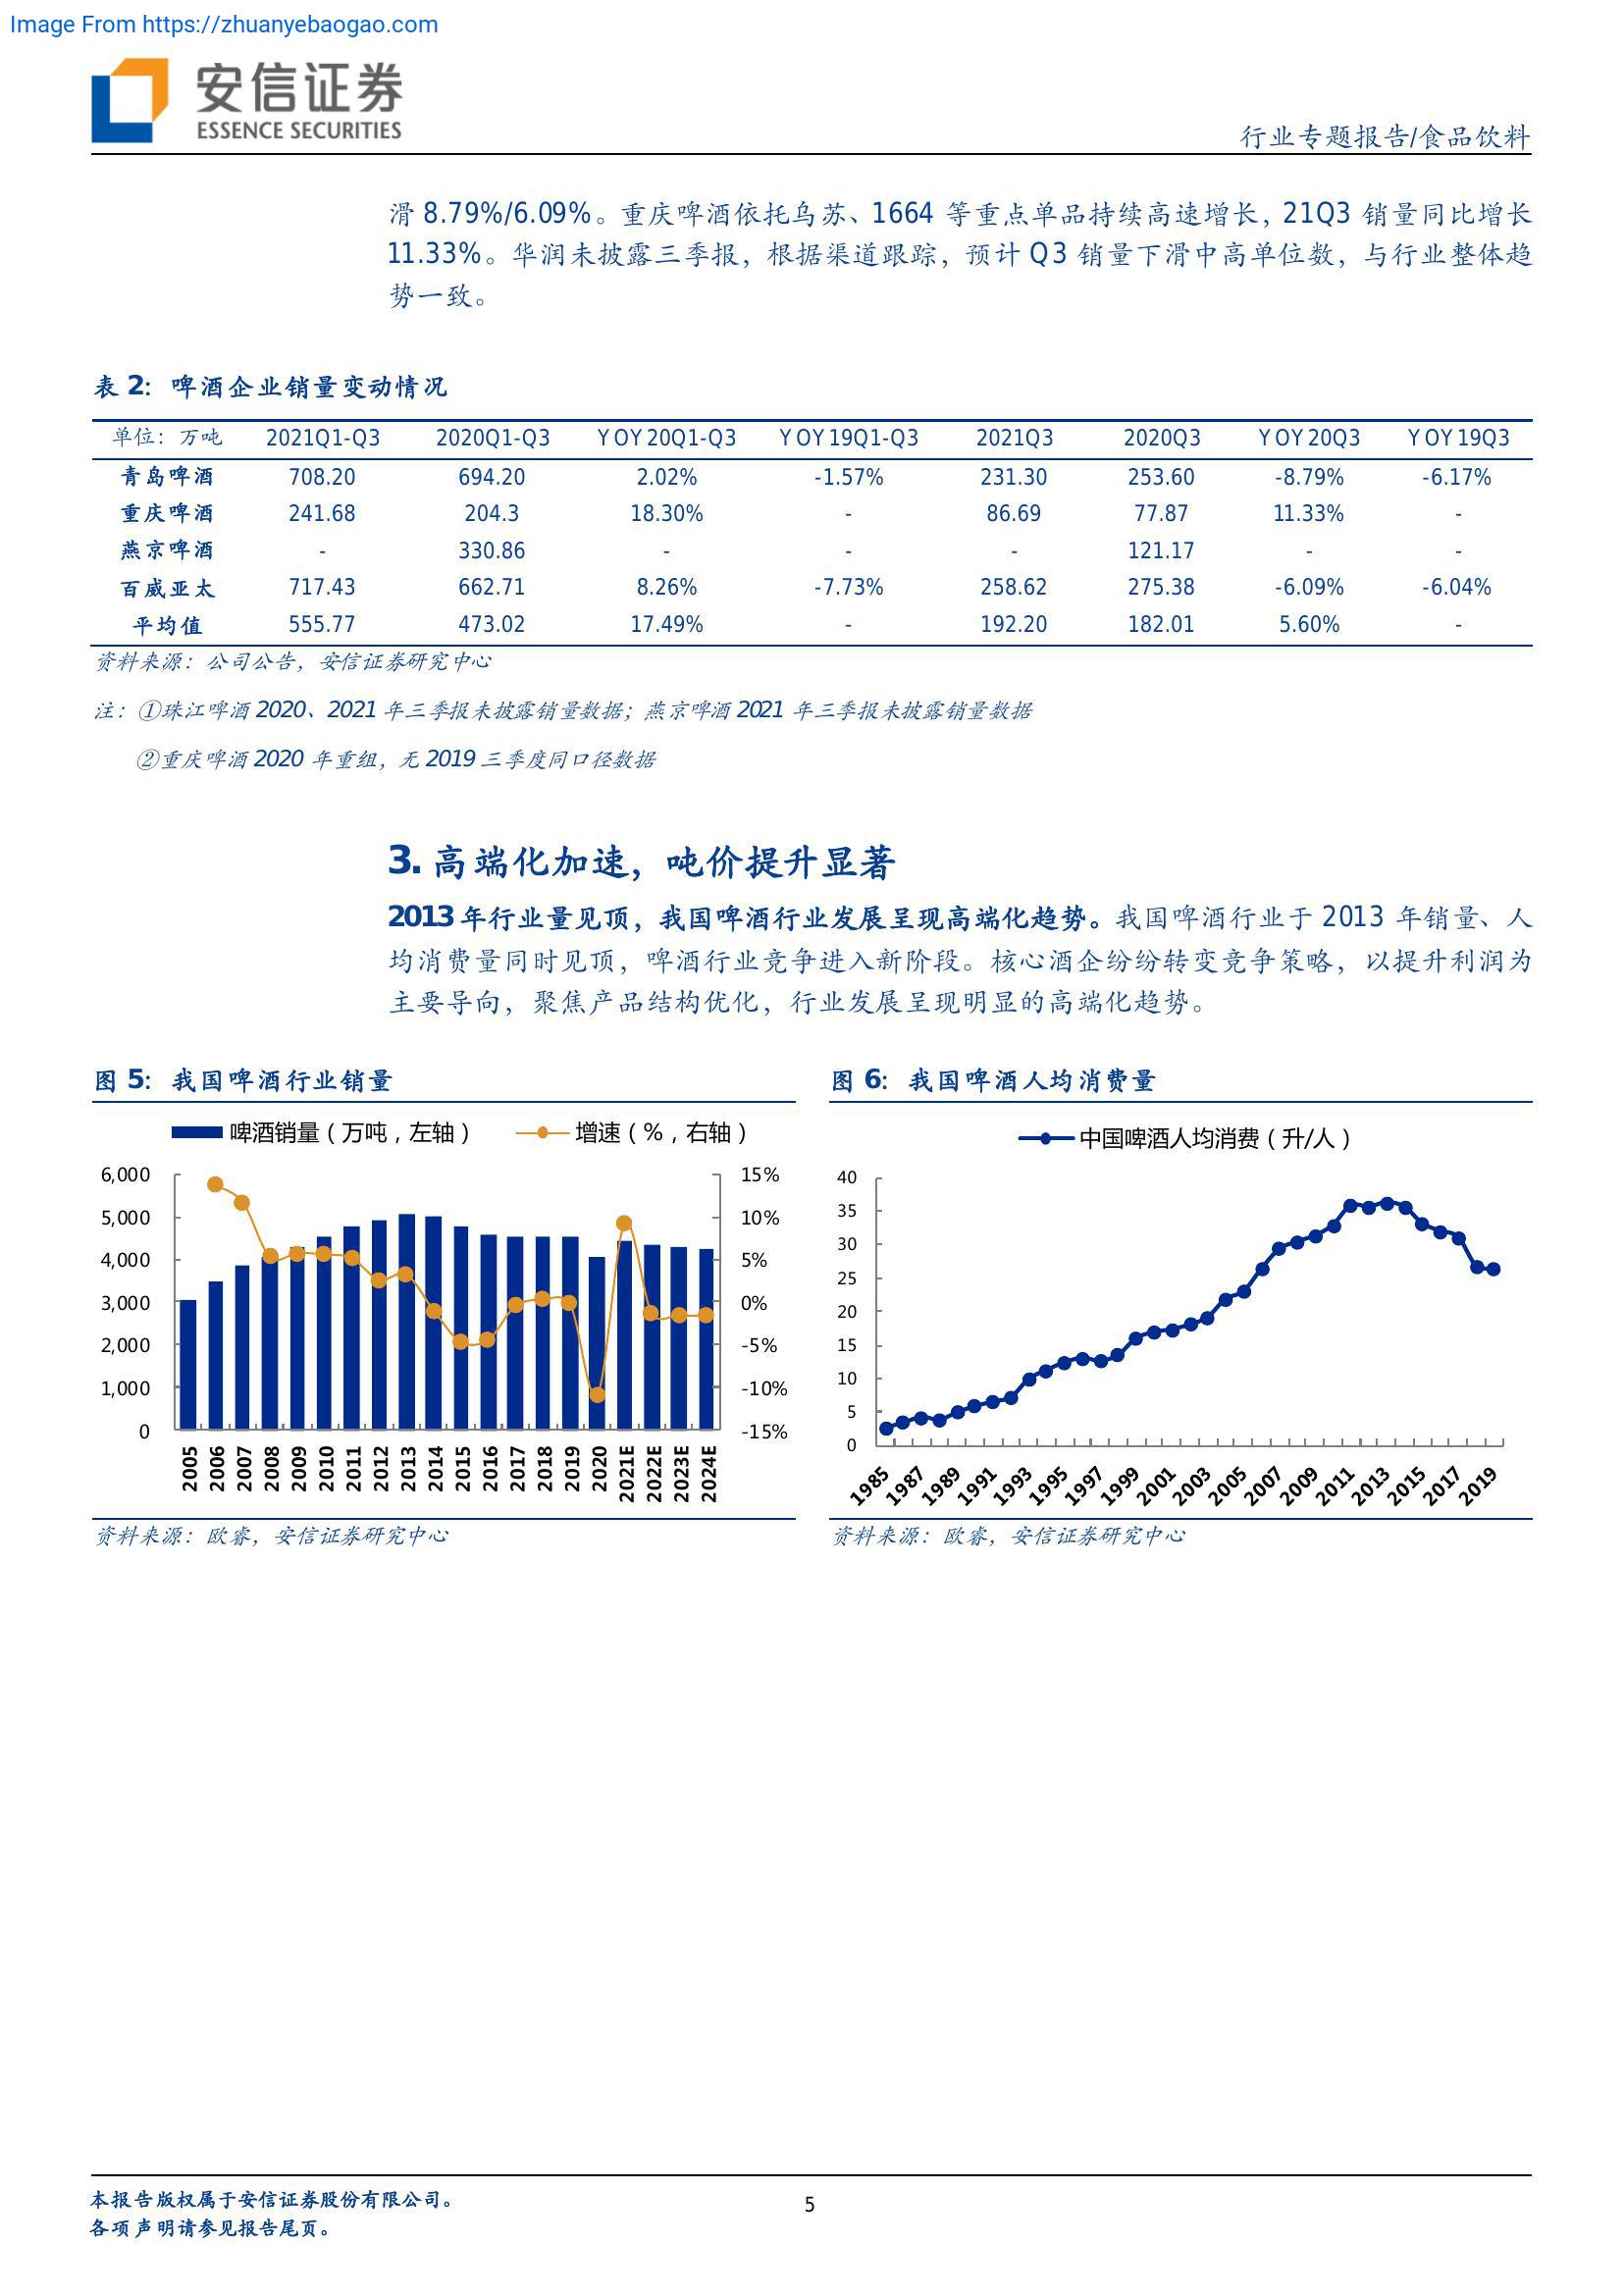 Image From https://zhuanyebaogao.com
安信证券
ESSENCE SECURITIES
行业专题报告/食品饮料
滑 8.79%/6.09%。重庆啤酒依托乌苏、1664 等重点单品持续高速增长，21Q3 销量同比增长
11.33%。华润未披露三季报，根据渠道跟踪，预计 Q3 销量下滑中高单位数，与行业整体趋
势一致。
表 2：啤酒企业销量变动情况
单位：万吨 2021Q1-Q3 2020Q1-Q3 YOY20Q1-Q3 YOY19Q1-Q3 2021Q3 2020Q3 YOY20Q3 YOY19Q3
青岛啤酒 708.20 694.20 2.02% -1.57% 231.30 253.60 -8.79% -6.17%
重庆啤酒 241.68 204.3 18.30% - 86.69 77.87 11.33% -
燕京啤酒 - 330.86 - - - 121.17 - -
百威亚太 717.43 662.71 8.26% -7.73% 258.62 275.38 -6.09% -6.04%
平均值 555.77 473.02 17.49% - 192.20 182.01 5.60% -
资料来源：公司公告，安信证券研究中心
注：①珠江啤酒 2020、2021 年三季报未披露销量数据；燕京啤酒 2021 年三季报未披露销量数据
②重庆啤酒 2020 年重组，无 2019 三季度同口径数据
3. 高端化加速，吨价提升显著
2013 年行业量见顶，我国啤酒行业发展呈现高端化趋势。我国啤酒行业于 2013 年销量、人
均消费量同时见顶，啤酒行业竞争进入新阶段。核心酒企纷纷转变竞争策略，以提升利润为
主要导向，聚焦产品结构优化，行业发展呈现明显的高端化趋势。
图 5：我国啤酒行业销量
啤酒销量（万吨，左轴） 增速（%，右轴）
6,000 15%
5,000 10%
4,000 5%
3,000 0%
2,000 -5%
1,000 -10%
0 -15%
2005 2006 2007 2008 2009 2010 2011 2012 2013 2014 2015 2016 2017 2018 2019 2020 2021E 2022E 2023E 2024E
资料来源：欧睿，安信证券研究中心
图 6：我国啤酒人均消费量
中国啤酒人均消费（升/人）
40
35
30
25
20
15
10
5
0
1985 1987 1989 1991 1993 1995 1997 1999 2001 2003 2005 2007 2009 2011 2013 2015 2017 2019
资料来源：欧睿，安信证券研究中心
本报告版权属于安信证券股份有限公司。
各项声明请参见报告尾页。
5